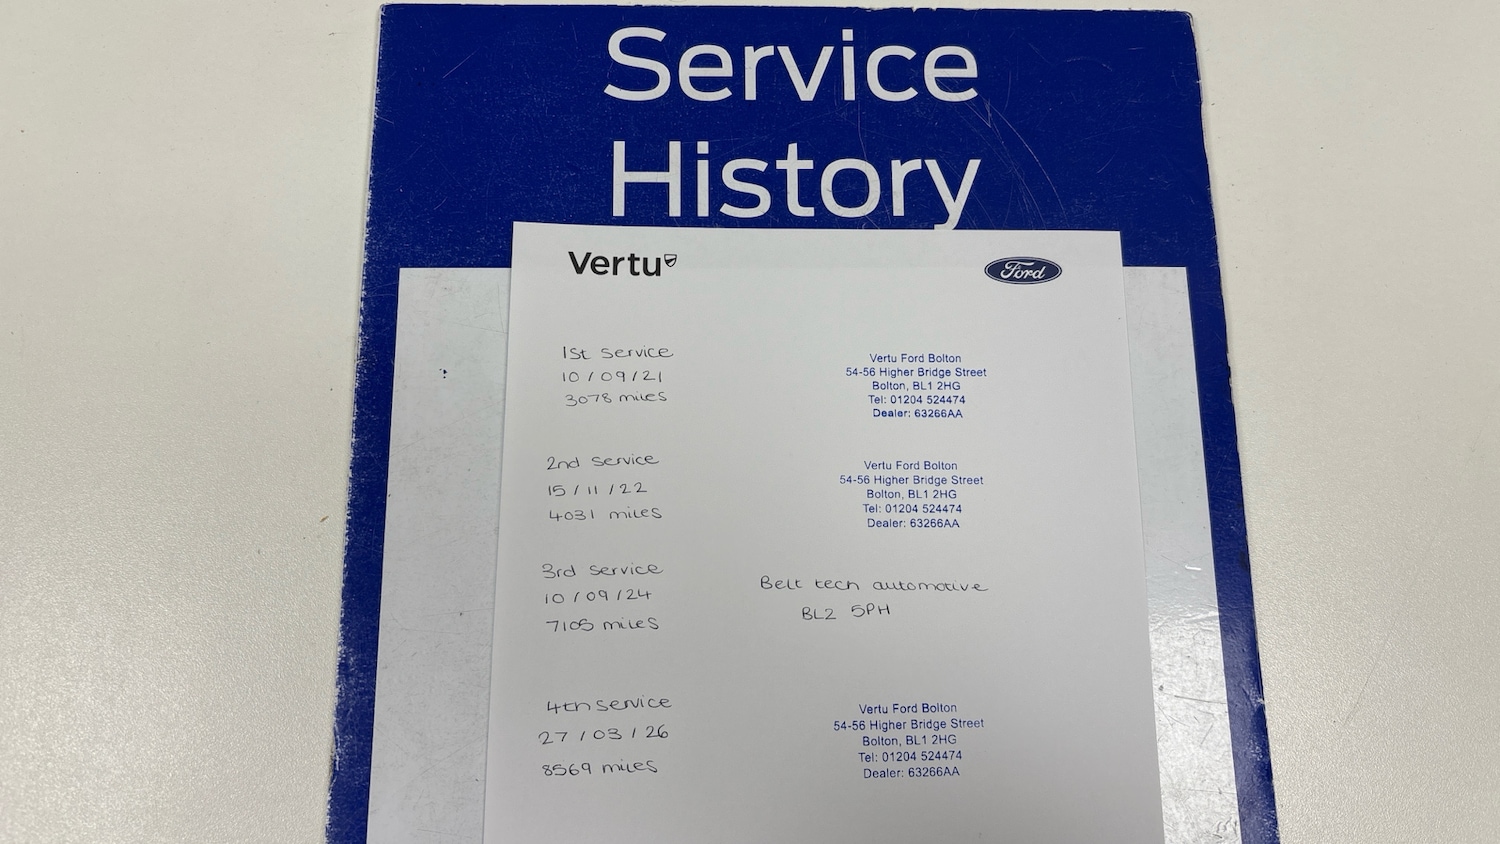 Service
History
Vertu
Ford
1st service
10/09/21
3078 miles
Vertu Ford Bolton
54-56 Higher Bridge Street
Bolton, BL1 2HG
Tel: 01204 524474
Dealer: 63266AA
2nd service
15/11/22
4031 miles
Vertu Ford Bolton
54-56 Higher Bridge Street
Bolton, BL1 2HG
Tel: 01204 524474
Dealer: 63266AA
3rd service
10/09/24
7105 miles
Belt tech automotive
BL2 5PH
4th service
27/03/26
8569 miles
Vertu Ford Bolton
54-56 Higher Bridge Street
Bolton, BL1 2HG
Tel: 01204 524474
Dealer: 63266AA